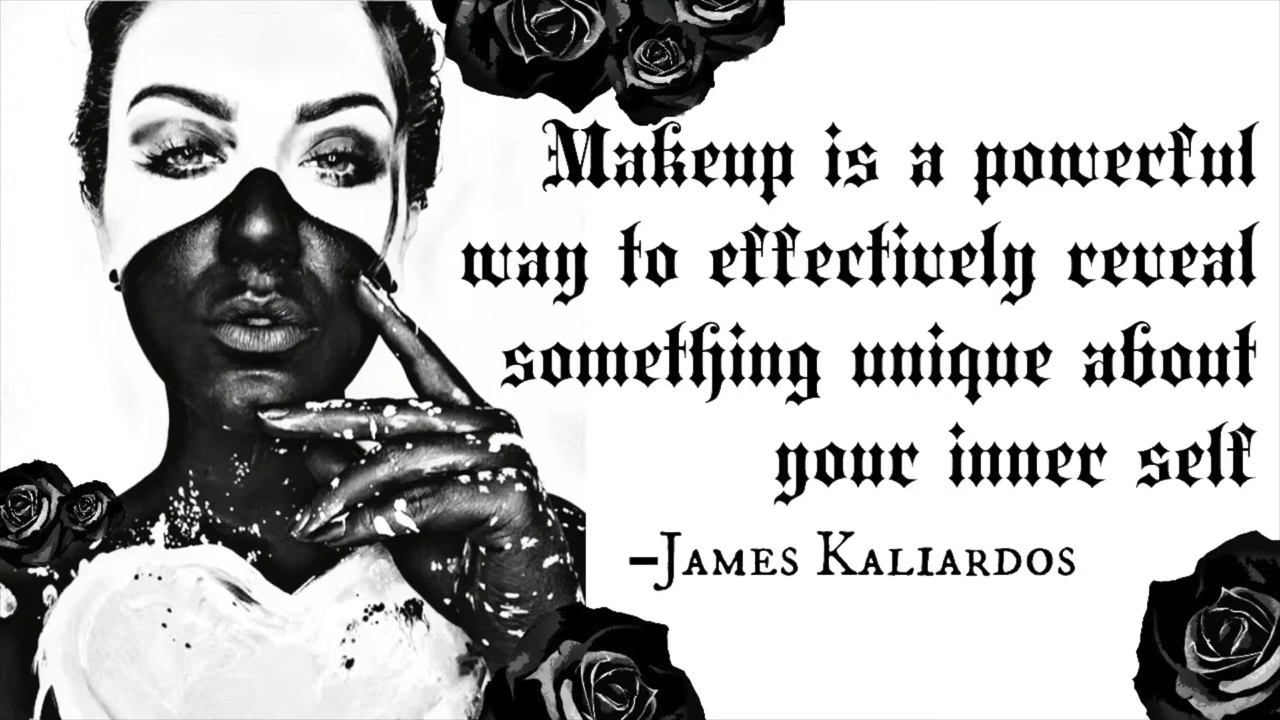 Makeup is a powerful
way to effectively reveal
something unique about
your inner self
-James Kaliardos